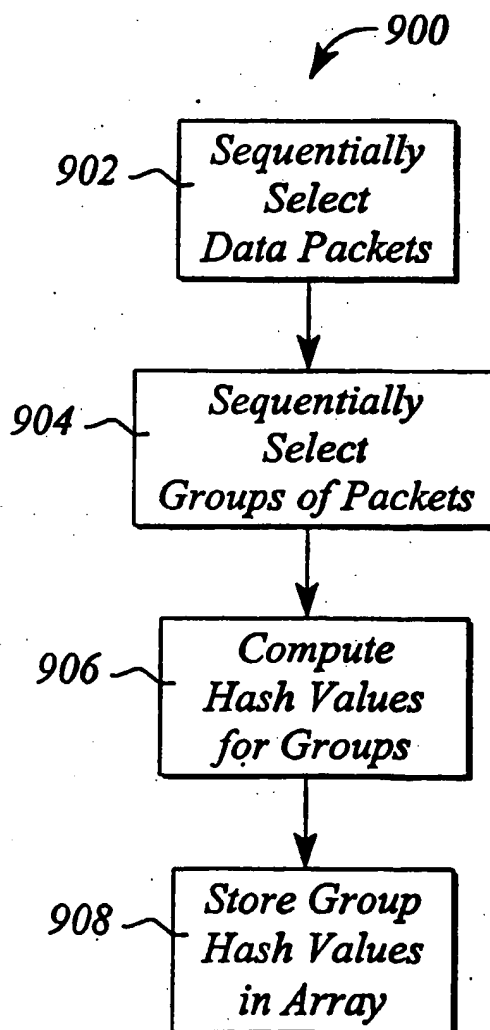 900
902
Sequentially
Select
Data Packets
904
Sequentially
Select
Groups of Packets
906
Compute
Hash Values
for Groups
908
Store Group
Hash Values
in Array